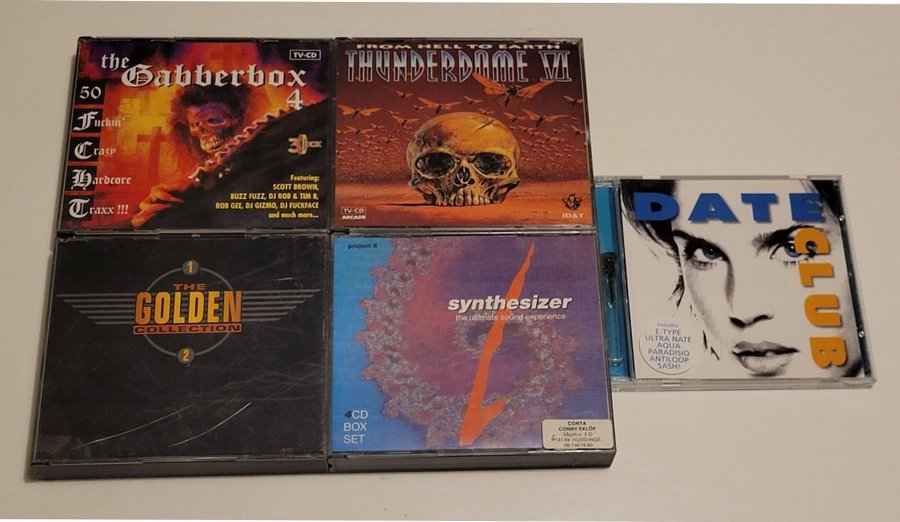 the
Gabberbox
4
TV-CD
50
Fuckin'
Crazy
Hardcore
Traxx !!!
Featuring:
SCOTT BROWN,
BUZZ FUZZ, DJ ROB & TIM B,
ROB GEE, DJ GIZMO, DJ FUCKFACE
and much more...
FROM HELL TO EARTH
THUNDERDOME VI
TV-CD
ARCADE
ID&T
DATE
CLUB
includes:
E-TYPE
ULTRA NATÉ
AQUA
PARADISIO
ANTILOOP
SASH!
1
THE
GOLDEN
COLLECTION
2
project d
synthesizer
the ultimate sound experience
4CD
BOX
SET
CONTA
CONNY EKLÖF